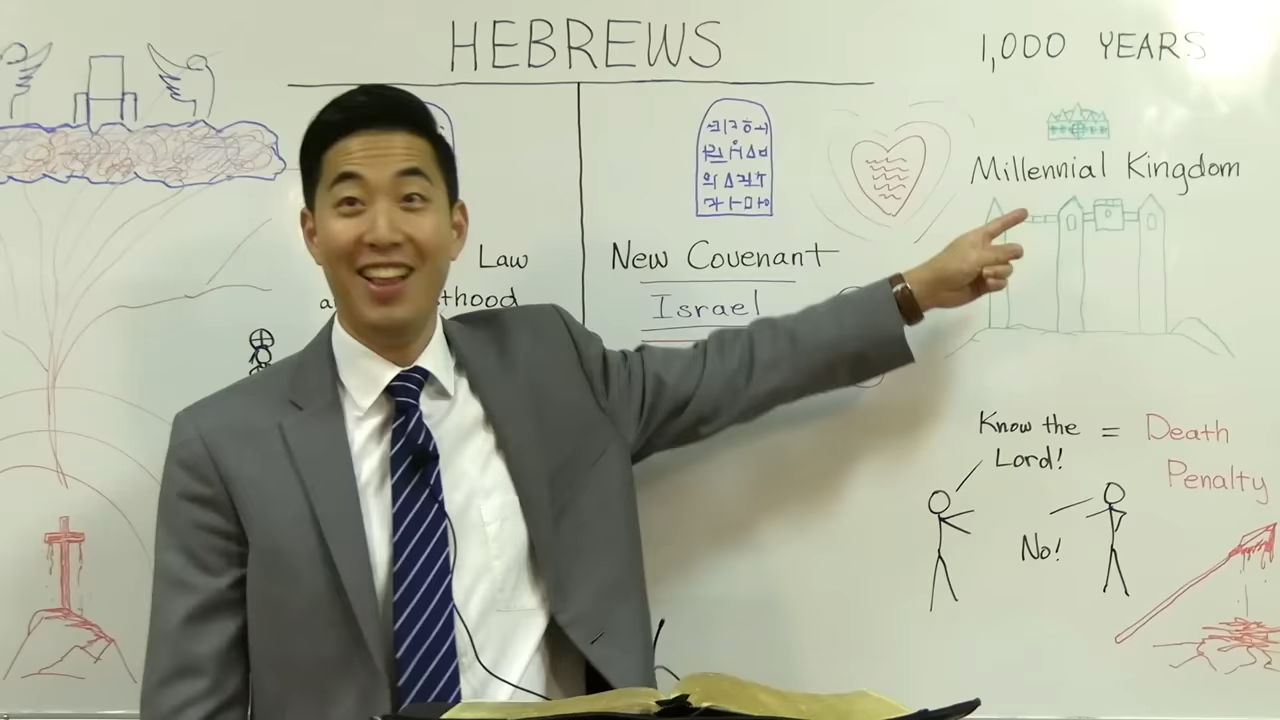 HEBREWS
1,000 YEARS
Millennial Kingdom
Law
New Covenant
Israel
Know the
Lord!
= Death
Penalty
No!